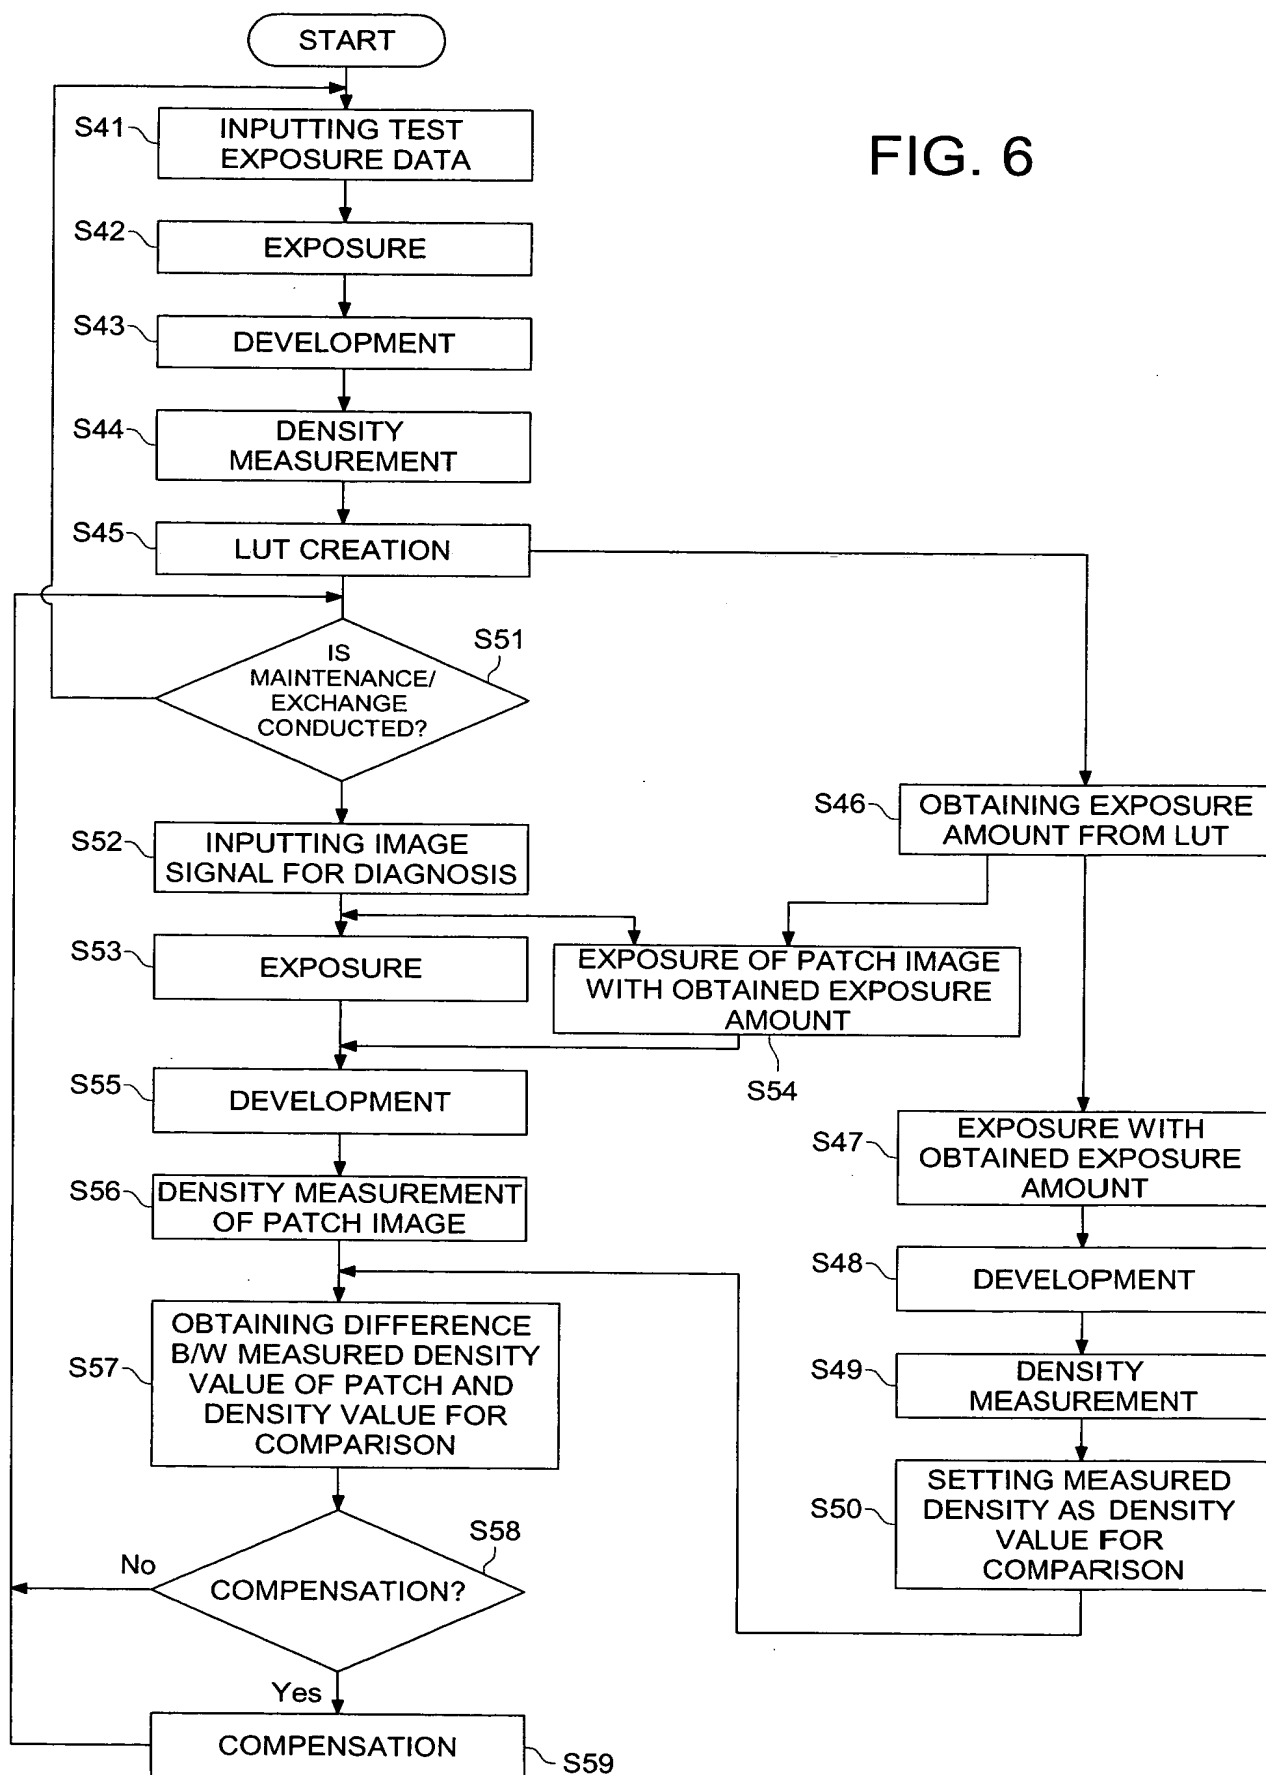 START
FIG. 6
S41
INPUTTING TEST
EXPOSURE DATA
S42
EXPOSURE
S43
DEVELOPMENT
S44
DENSITY
MEASUREMENT
S45
LUT CREATION
S51
IS
MAINTENANCE/
EXCHANGE
CONDUCTED?
S46
OBTAINING EXPOSURE
AMOUNT FROM LUT
S52
INPUTTING IMAGE
SIGNAL FOR DIAGNOSIS
S53
EXPOSURE
EXPOSURE OF PATCH IMAGE
WITH OBTAINED EXPOSURE
AMOUNT
S54
S55
DEVELOPMENT
S47
EXPOSURE WITH
OBTAINED EXPOSURE
AMOUNT
S56
DENSITY MEASUREMENT
OF PATCH IMAGE
S48
DEVELOPMENT
S57
OBTAINING DIFFERENCE
B/W MEASURED DENSITY
VALUE OF PATCH AND
DENSITY VALUE FOR
COMPARISON
S49
DENSITY
MEASUREMENT
S50
SETTING MEASURED
DENSITY AS DENSITY
VALUE FOR
COMPARISON
S58
No
COMPENSATION?
Yes
COMPENSATION
S59